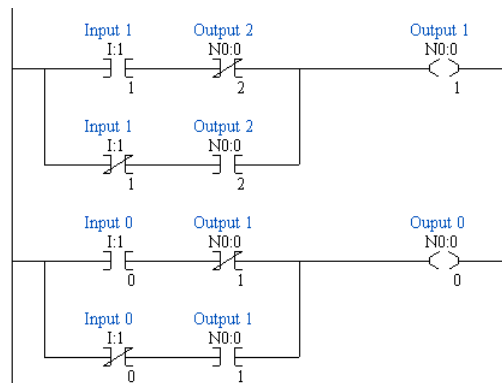 Input 1 Output 2 Output 1
I:1 N0:0 N0:0
1 2 1
Input 1 Output 2
I:1 N0:0
1 2
Input 0 Output 1 Ouput 0
I:1 N0:0 N0:0
0 1 0
Input 0 Output 1
I:1 N0:0
0 1